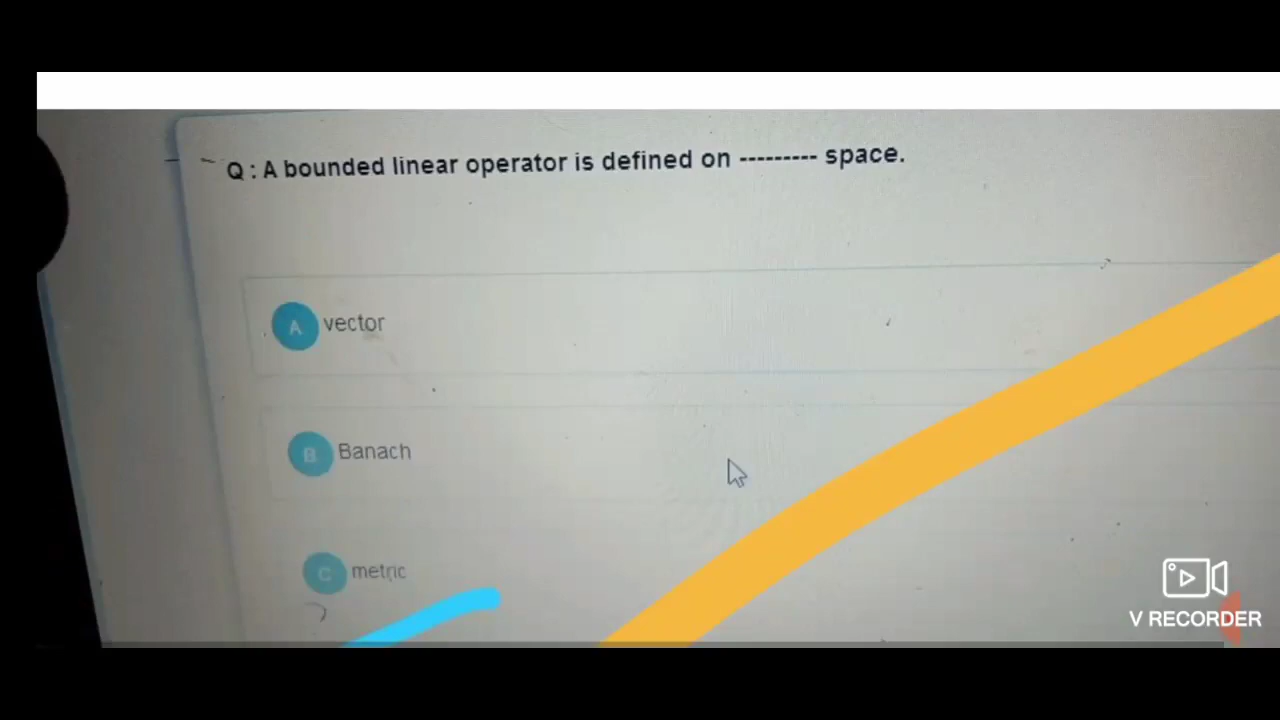 Q : A bounded linear operator is defined on --------- space.
A vector
B Banach
C metric
V RECORDER